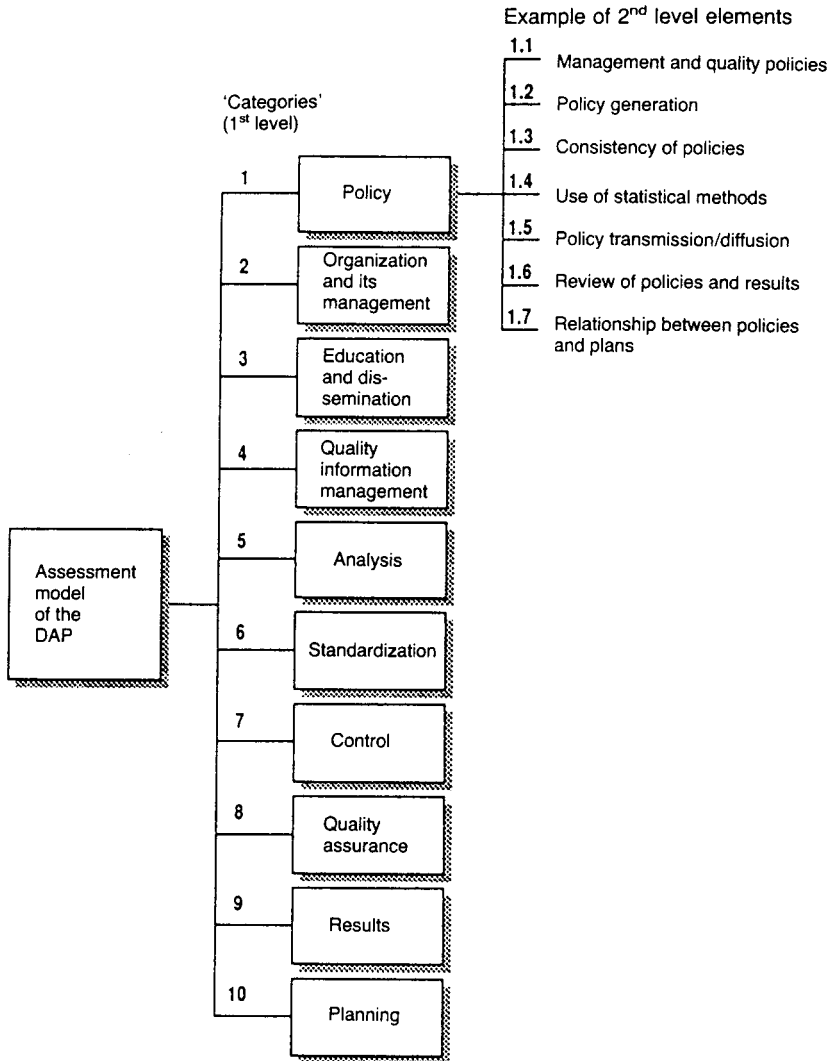 Example of 2nd level elements
1.1
Management and quality policies
1.2
Policy generation
1.3
Consistency of policies
1.4
Use of statistical methods
1.5
Policy transmission/diffusion
1.6
Review of policies and results
1.7
Relationship between policies
and plans
'Categories'
(1st level)
1
Policy
2
Organization
and its
management
3
Education
and dis-
semination
4
Quality
information
management
5
Analysis
6
Standardization
7
Control
8
Quality
assurance
9
Results
10
Planning
Assessment
model
of the
DAP